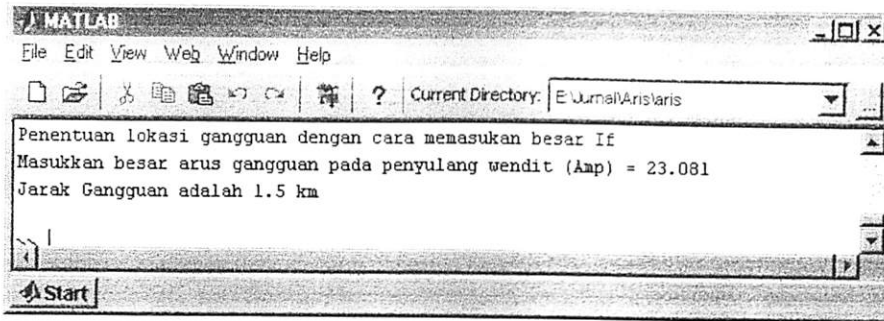 MATLAB
File Edit View Web Window Help
? Current Directory: E:\Jurnal\Aris\aris ...
Penentuan lokasi gangguan dengan cara memasukan besar If
Masukkan besar arus gangguan pada penyulang wendit (Amp) = 23.081
Jarak Gangguan adalah 1.5 km
>>
Start